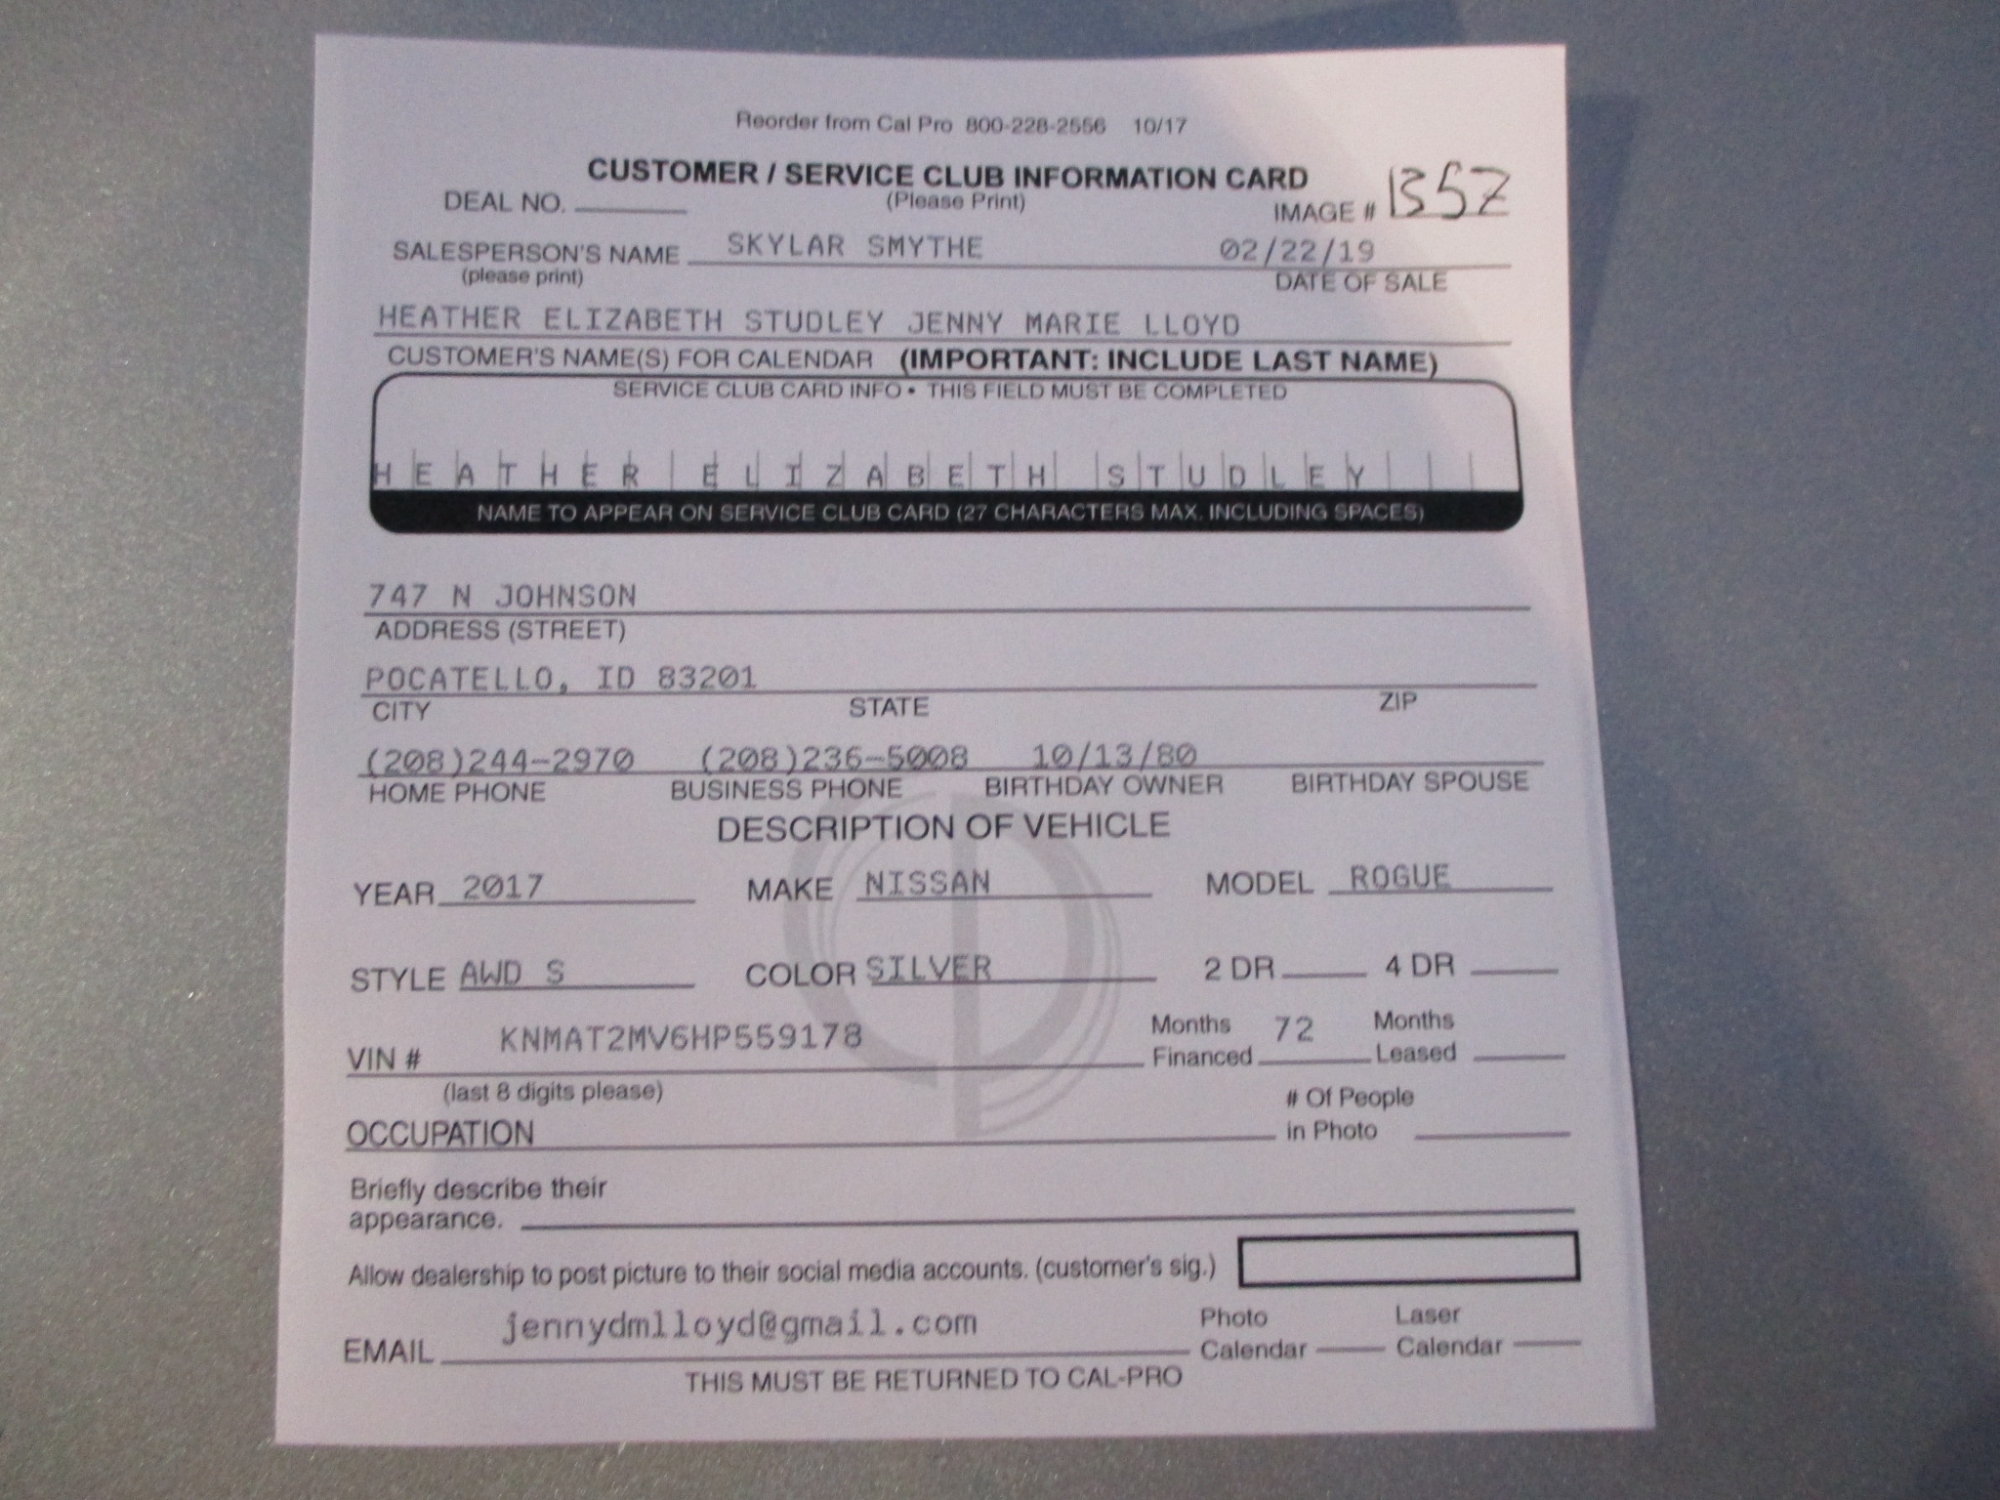 Reorder from Cal Pro 800-228-2556 10/17
CUSTOMER / SERVICE CLUB INFORMATION CARD
DEAL NO. (Please Print) IMAGE # 1357
SALESPERSON'S NAME SKYLAR SMYTHE 02/22/19
(please print) DATE OF SALE
HEATHER ELIZABETH STUDLEY JENNY MARIE LLOYD
CUSTOMER'S NAME(S) FOR CALENDAR (IMPORTANT: INCLUDE LAST NAME)
SERVICE CLUB CARD INFO • THIS FIELD MUST BE COMPLETED
HEATHER ELIZABETH STUDLEY
NAME TO APPEAR ON SERVICE CLUB CARD (27 CHARACTERS MAX. INCLUDING SPACES)
747 N JOHNSON
ADDRESS (STREET)
POCATELLO, ID 83201
CITY STATE ZIP
(208)244-2970 (208)236-5008 10/13/80
HOME PHONE BUSINESS PHONE BIRTHDAY OWNER BIRTHDAY SPOUSE
DESCRIPTION OF VEHICLE
YEAR 2017 MAKE NISSAN MODEL ROGUE
STYLE AWD S COLOR SILVER 2 DR 4 DR
VIN # KNMAT2MV6HP559178 Months Financed 72 Months Leased
(last 8 digits please)
OCCUPATION # Of People in Photo
Briefly describe their
appearance.
Allow dealership to post picture to their social media accounts. (customer's sig.)
EMAIL jennydmlloyd@gmail.com Photo Calendar Laser Calendar
THIS MUST BE RETURNED TO CAL-PRO